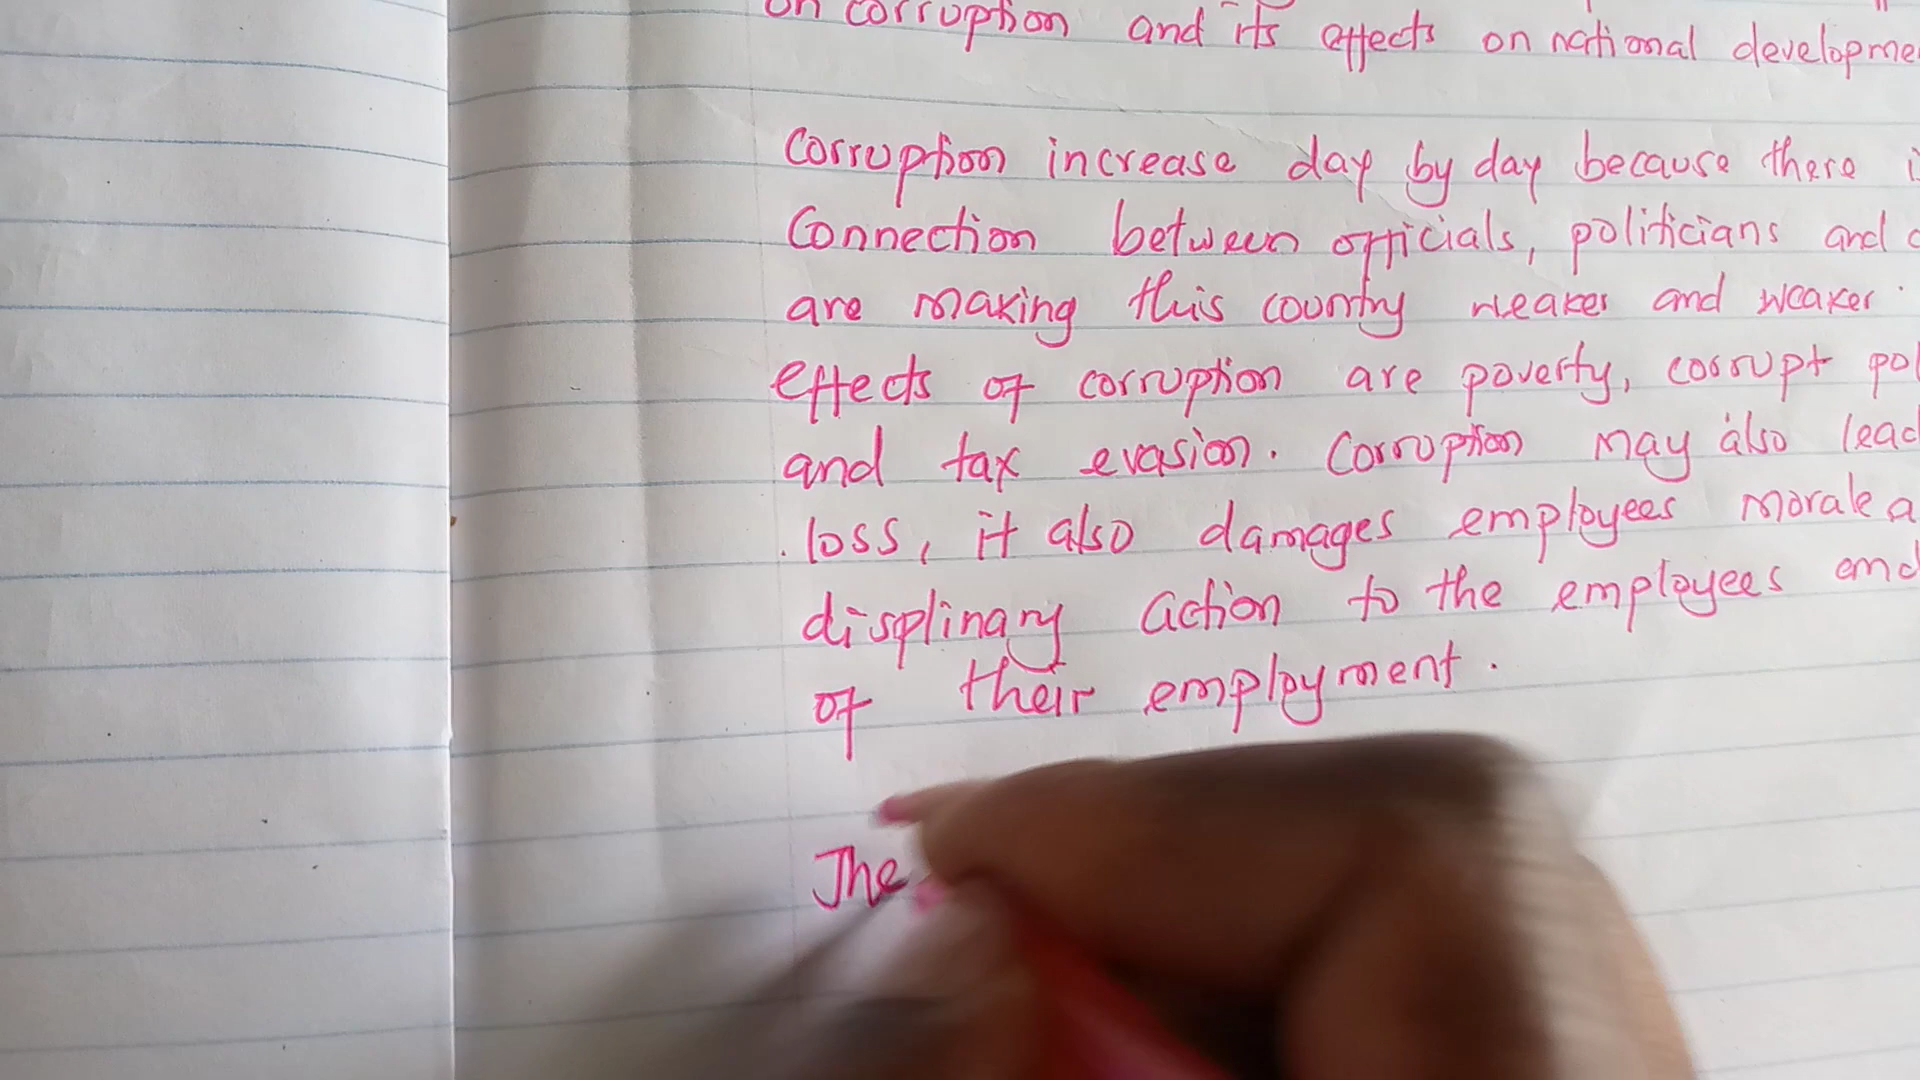 on corruption and its effects on national developme
Corruption increase day by day because there i
Connection between officials, politicians and
are making this country weaker and weaker.
effects of corruption are poverty, corrupt pol
and tax evasion. Corruption may also lead
loss, it also damages employees morale a
displinary action to the employees and
of their employment.
The